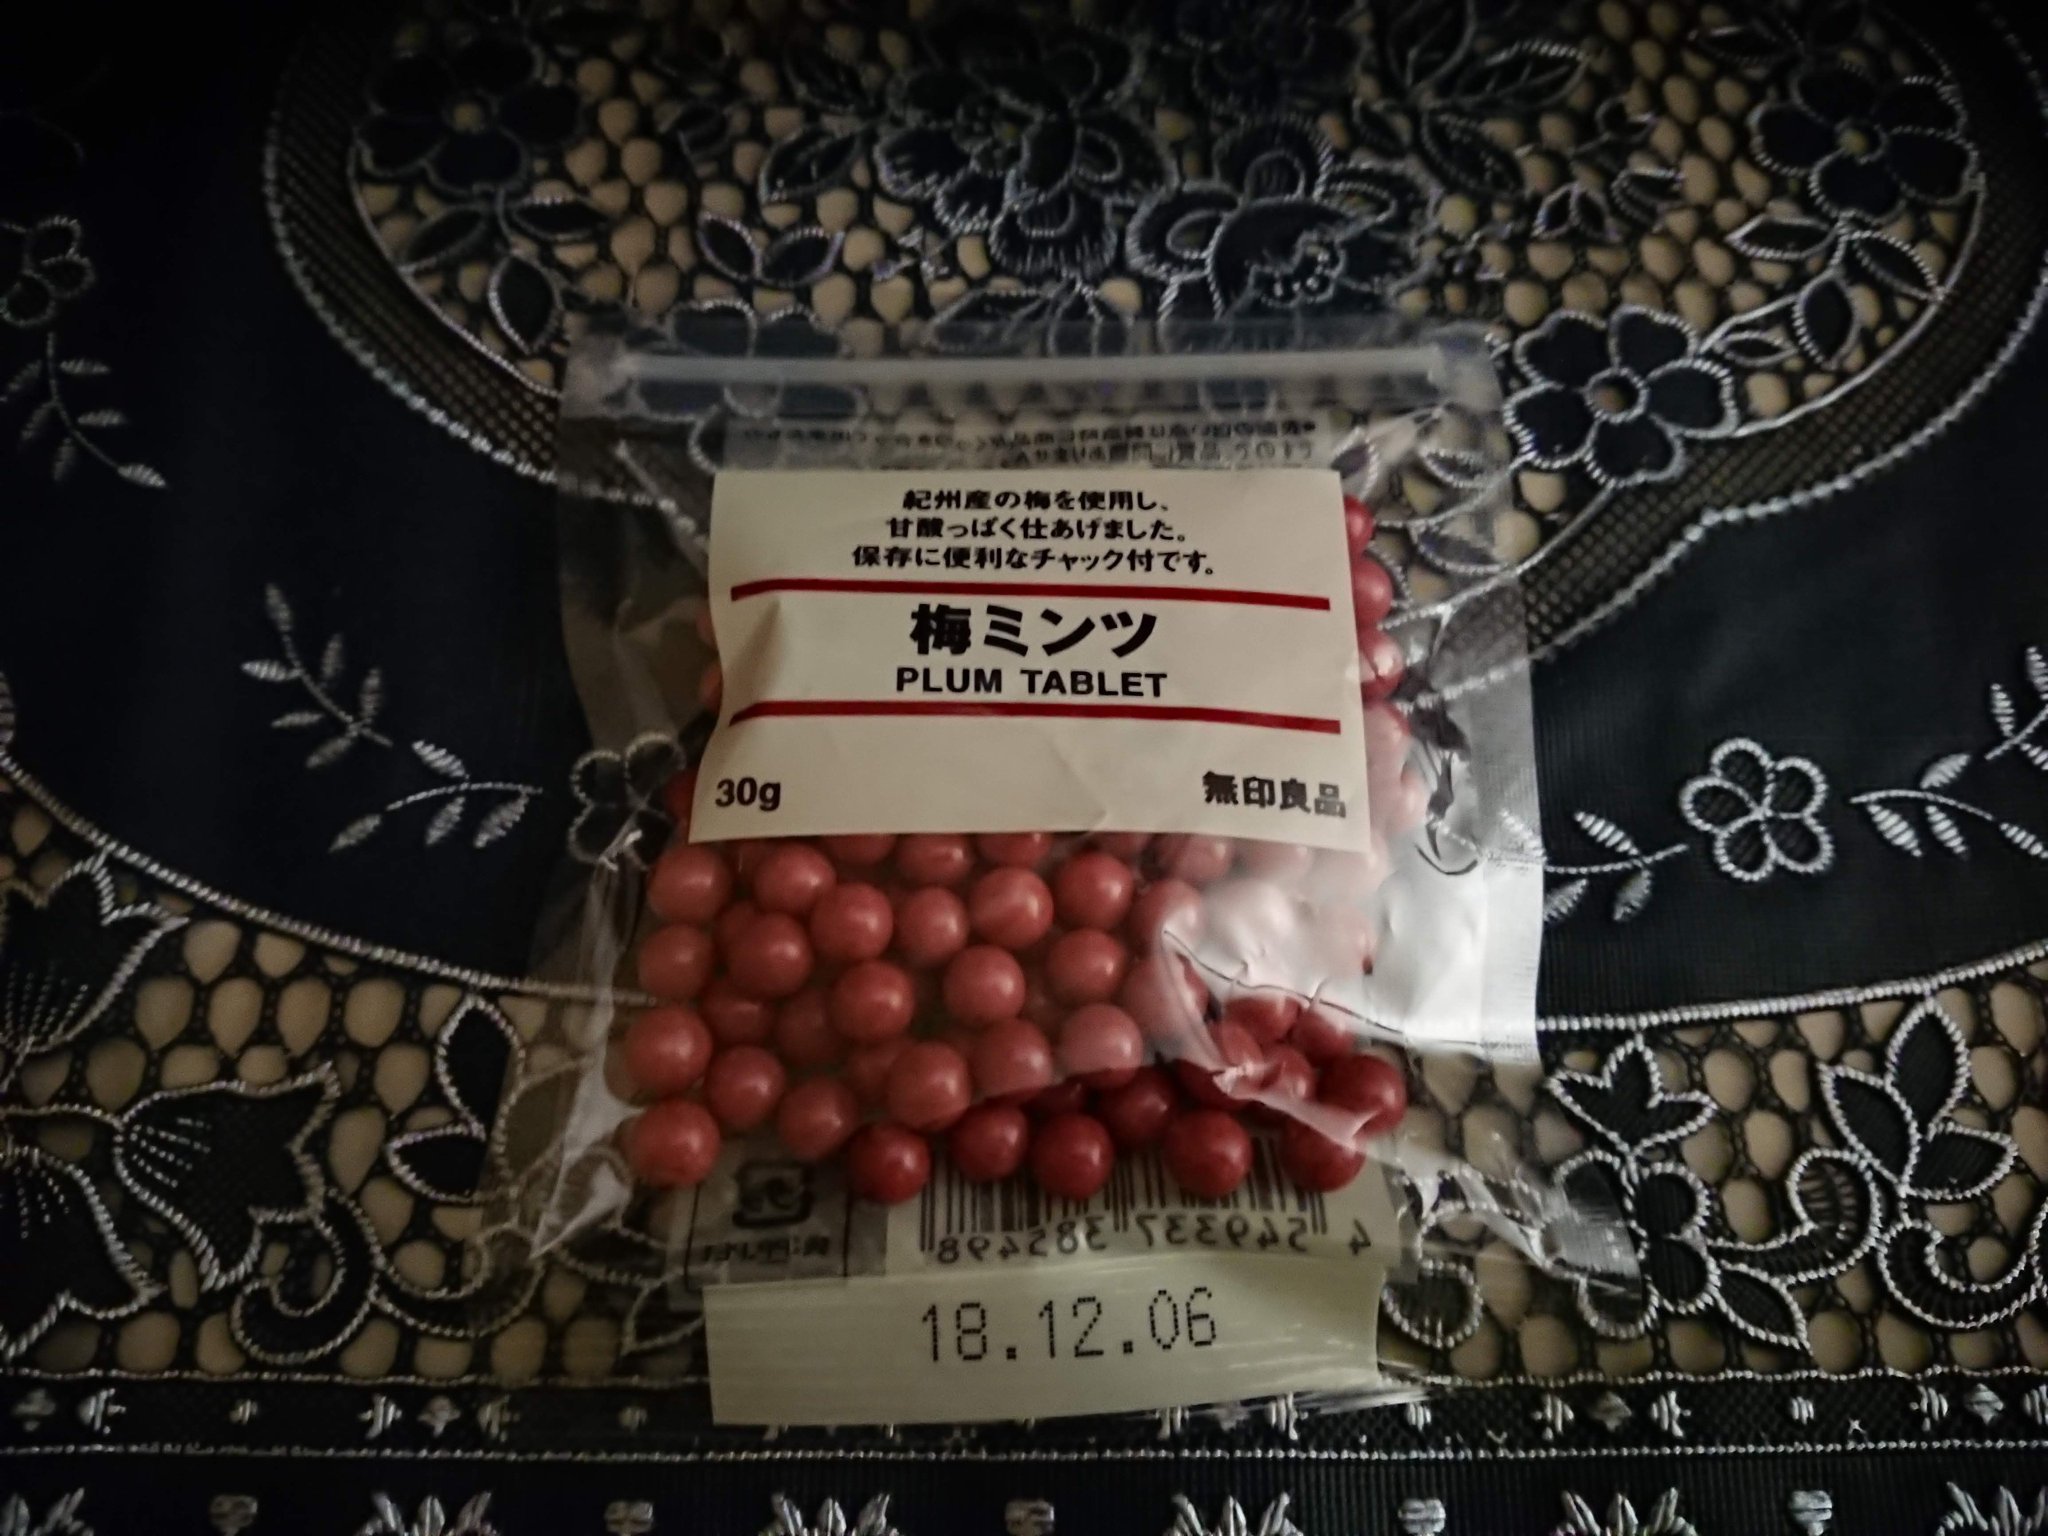 紀州産の梅を使用し、
甘酸っぱく仕あげました。
保存に便利なチャック付です。
梅ミンツ
PLUM TABLET
30g
無印良品
4 549337 385498
18.12.06